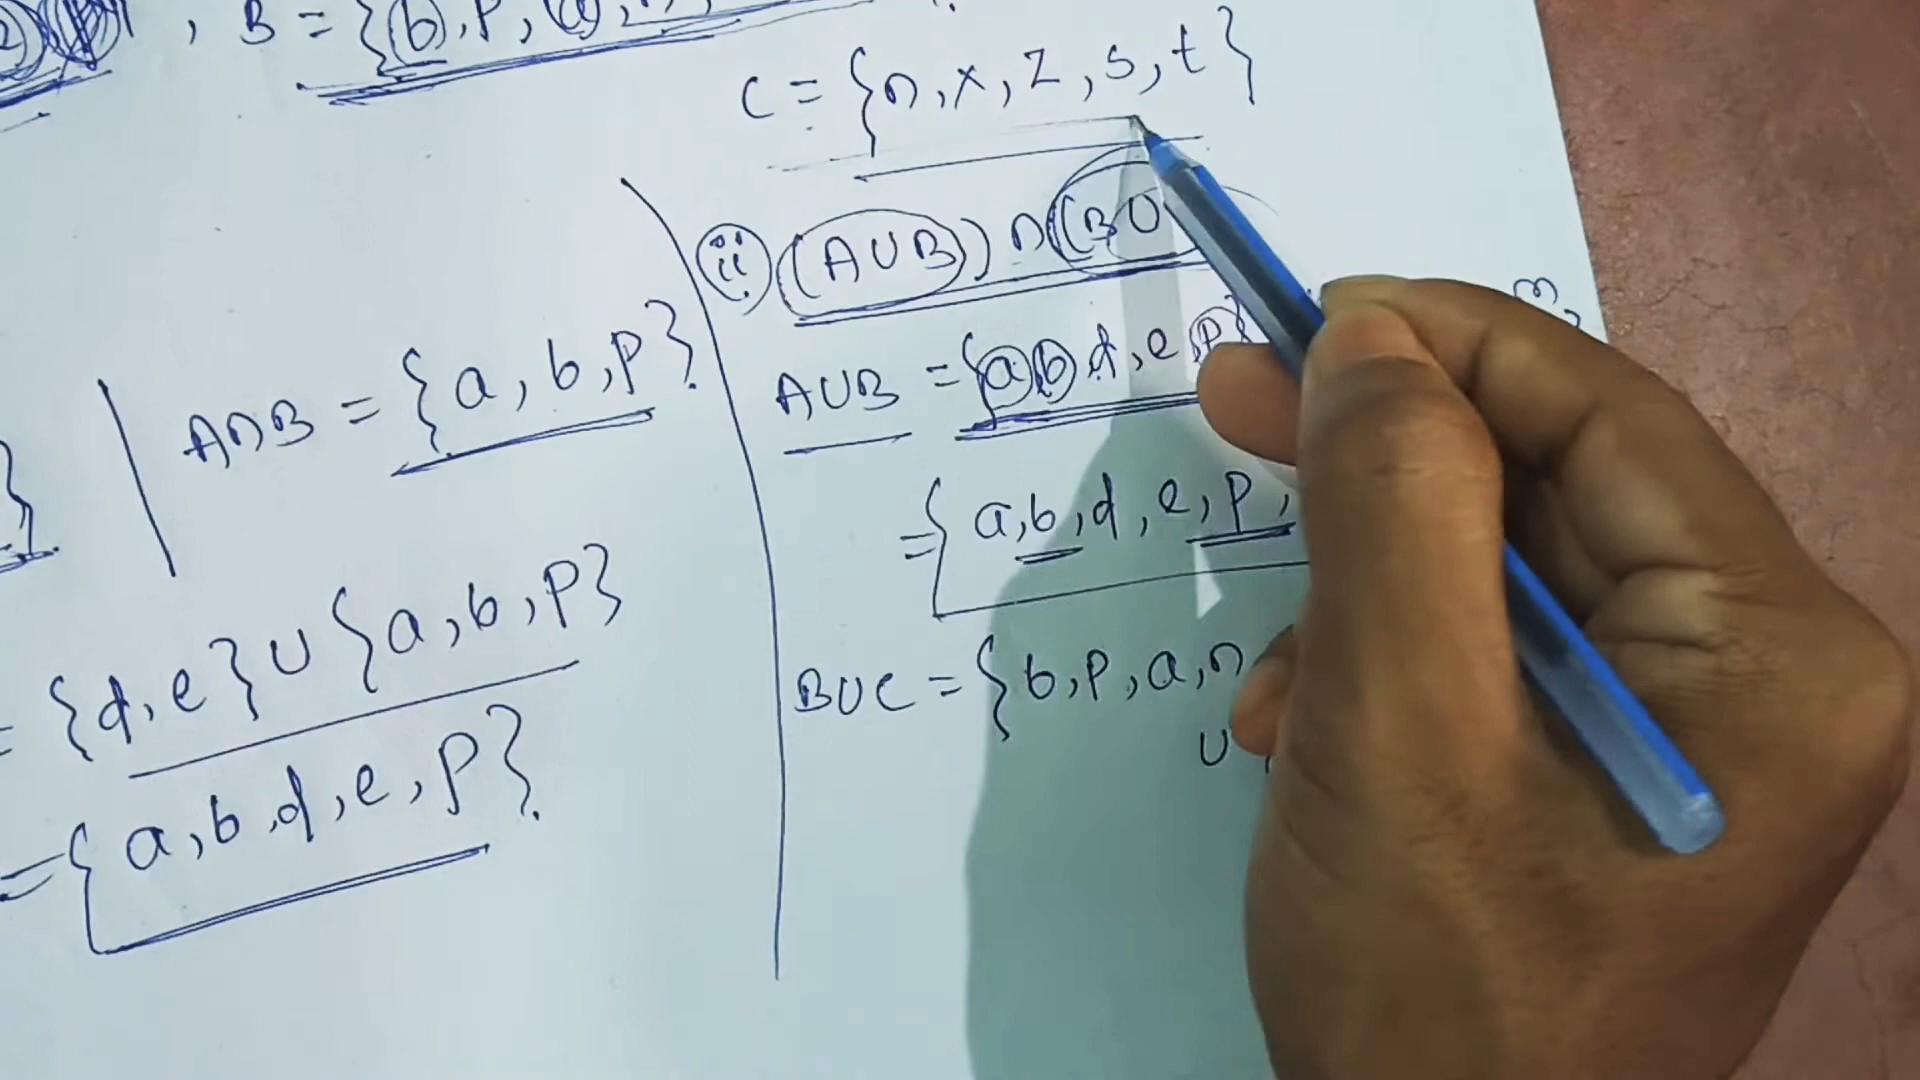 , B = {b, P, a, n,
C = {n, x, z, s, t}
ii (A∪B) ∩ (B∪
A∩B = {a, b, P}
A∪B = {a b d, e P}
= {a, b, d, e, P,
= {d, e} ∪ {a, b, P}
B∪C = {b, P, a, n
∪
= {a, b, d, e, P}.